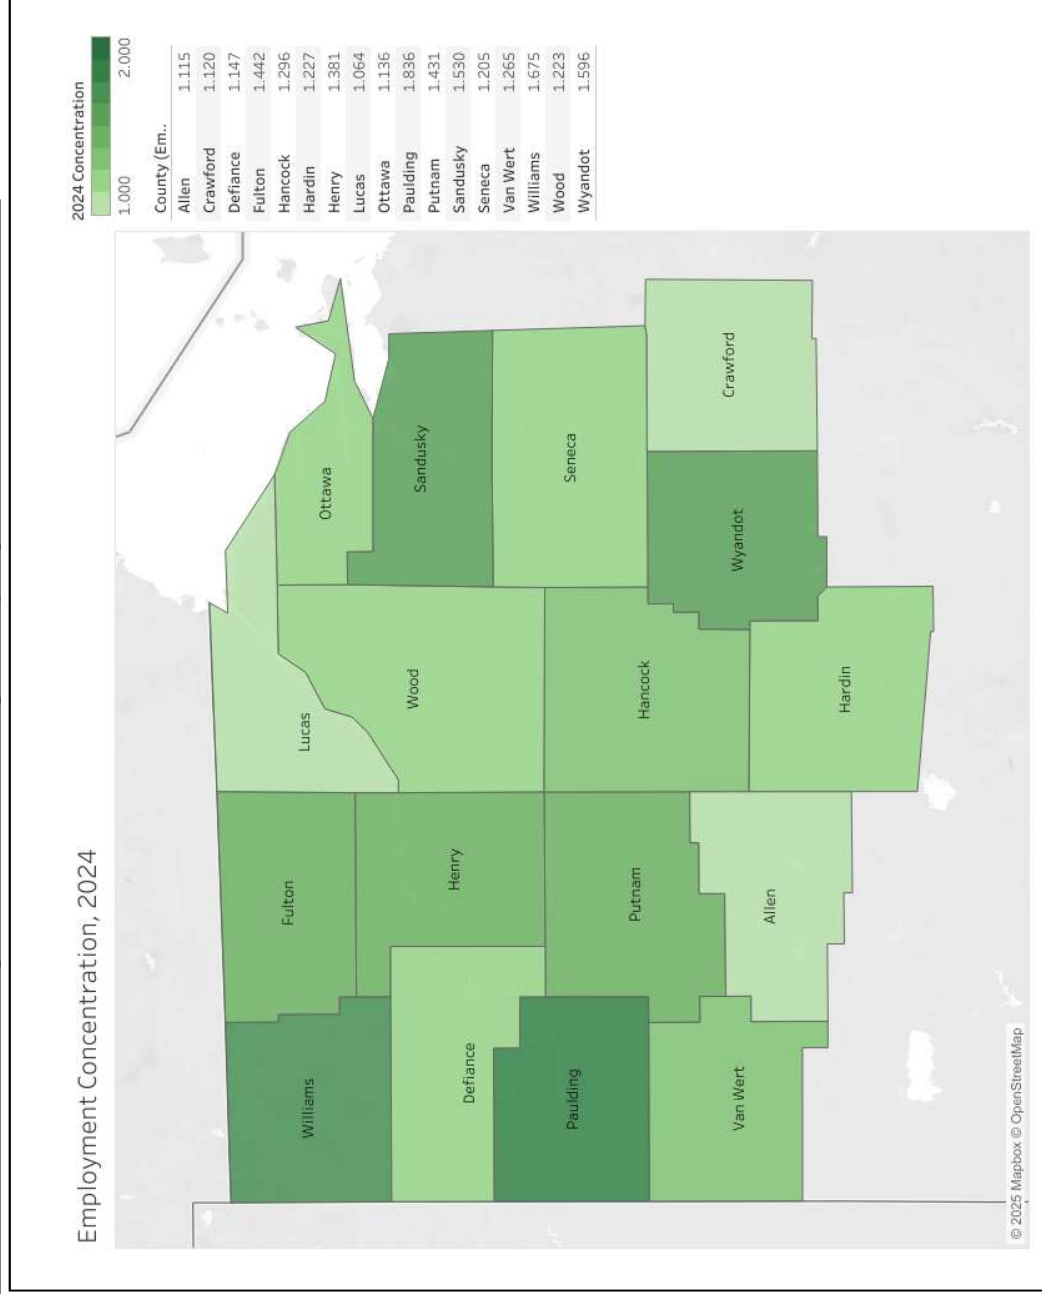 Employment Concentration, 2024
2024 Concentration
1.000 2.000
County (Em..
Allen 1.115
Crawford 1.120
Defiance 1.147
Fulton 1.442
Hancock 1.296
Hardin 1.227
Henry 1.381
Lucas 1.064
Ottawa 1.136
Paulding 1.836
Putnam 1.431
Sandusky 1.530
Seneca 1.205
Van Wert 1.265
Williams 1.675
Wood 1.223
Wyandot 1.596
Williams
Fulton
Lucas
Ottawa
Defiance
Henry
Wood
Sandusky
Paulding
Putnam
Hancock
Seneca
Van Wert
Allen
Hardin
Wyandot
Crawford
© 2025 Mapbox © OpenStreetMap